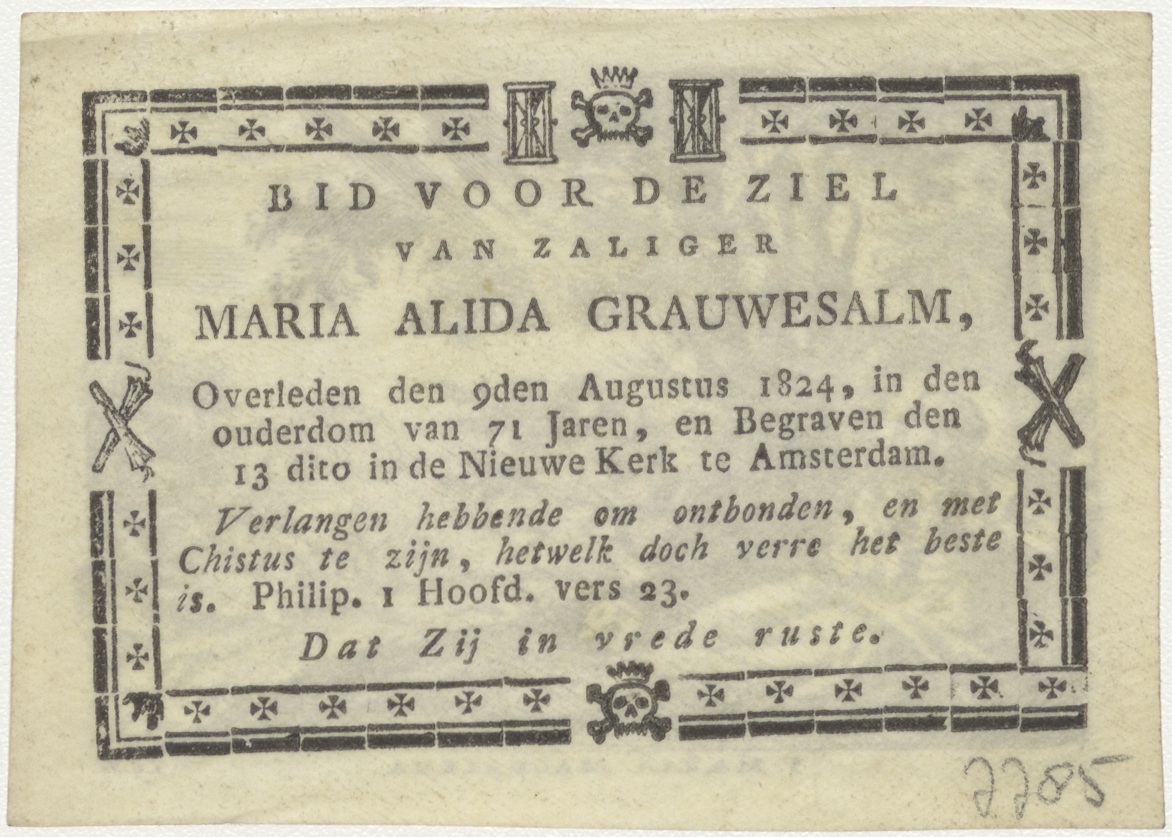 BID VOOR DE ZIEL
VAN ZALIGER
MARIA ALIDA GRAUWESALM,
Overleden den 9den Augustus 1824, in den
ouderdom van 71 Jaren, en Begraven den
13 dito in de Nieuwe Kerk te Amsterdam.
Verlangen hebbende om ontbonden, en met
Chistus te zijn, hetwelk doch verre het beste
is. Philip. 1 Hoofd. vers 23.
Dat Zij in vrede ruste.